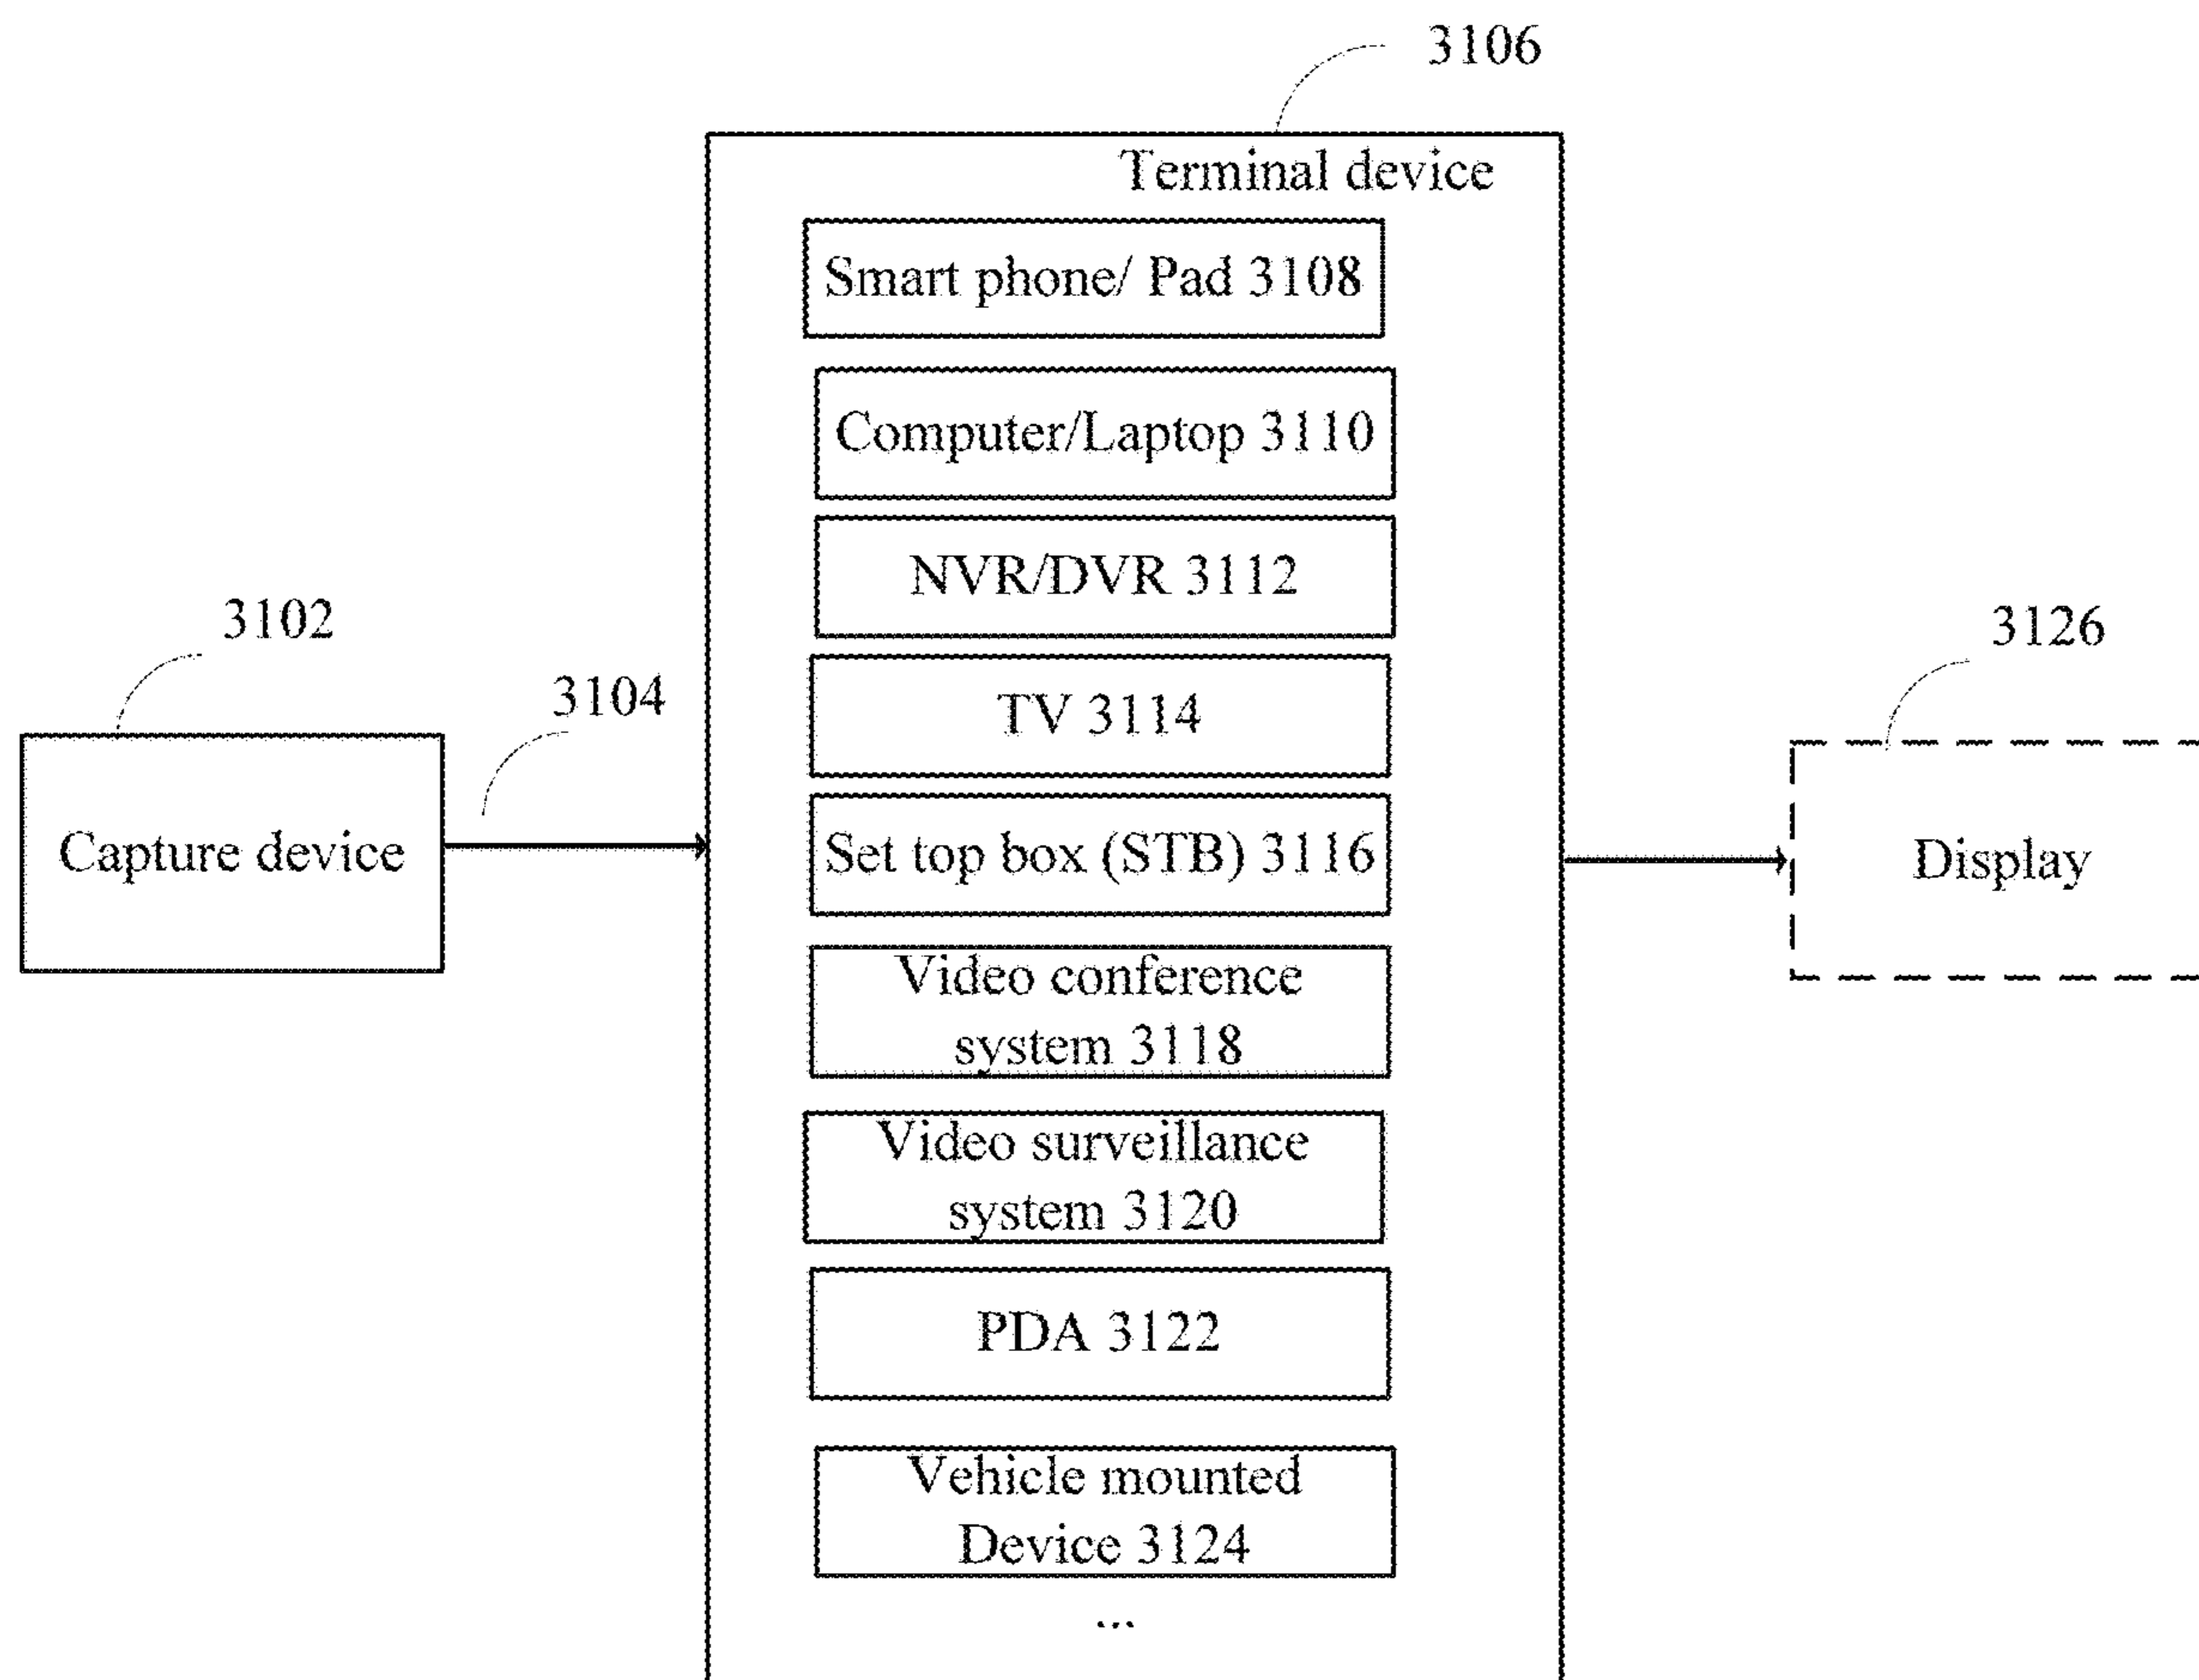 3106
Terminal device
Smart phone/ Pad 3108
Computer/Laptop 3110
NVR/DVR 3112
3102
3126
3104
TV 3114
Capture device
Set top box (STB) 3116
Display
Video conference
system 3118
Video surveillance
system 3120
PDA 3122
Vehicle mounted
Device 3124
...